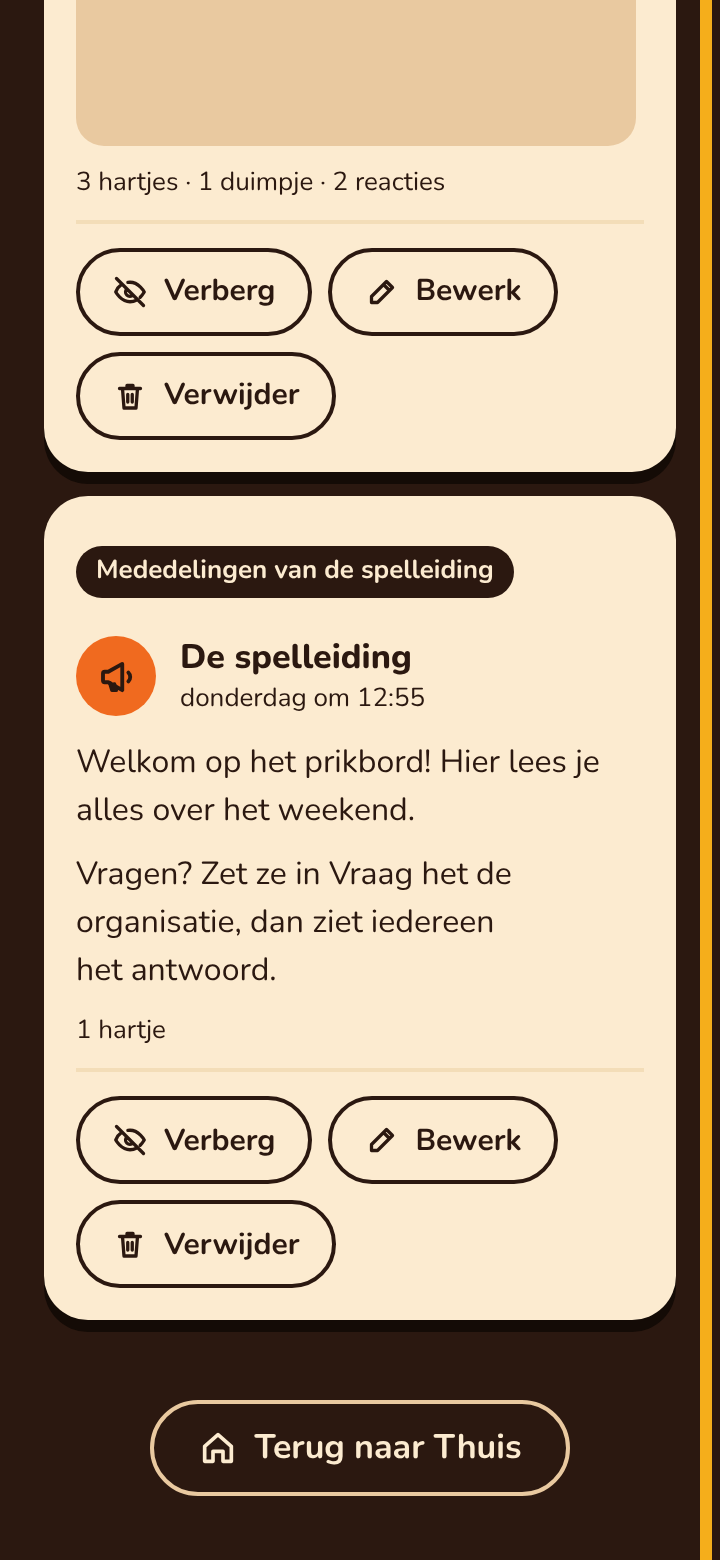 3 hartjes · 1 duimpje · 2 reacties
Verberg
Bewerk
Verwijder
Mededelingen van de spelleiding
De spelleiding
donderdag om 12:55
Welkom op het prikbord! Hier lees je
alles over het weekend.
Vragen? Zet ze in Vraag het de
organisatie, dan ziet iedereen
het antwoord.
1 hartje
Verberg
Bewerk
Verwijder
Terug naar Thuis